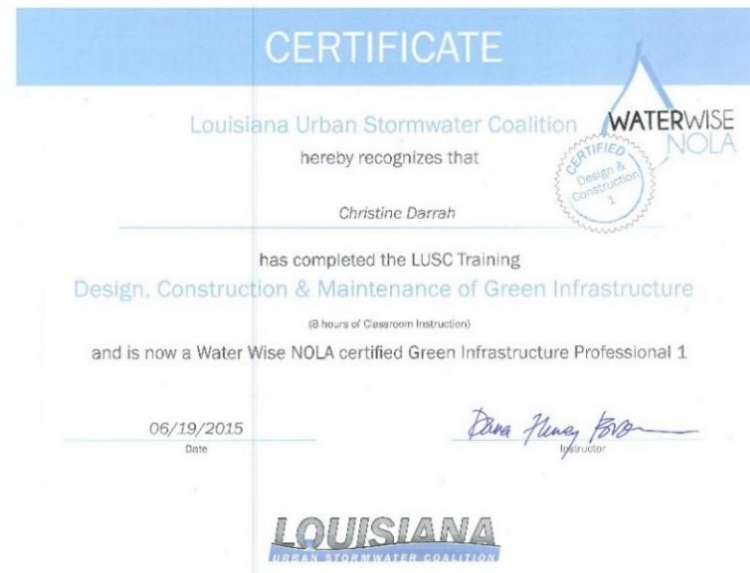 CERTIFICATE
Louisiana Urban Stormwater Coalition
WATERWISE
NOLA
hereby recognizes that
CERTIFIED
Design &
Construction
1
Christine Darrah
has completed the LUSC Training
Design, Construction & Maintenance of Green Infrastructure
(8 hours of Classroom Instruction)
and is now a Water Wise NOLA certified Green Infrastructure Professional 1
06/19/2015
Date
Dana
Instructor
LOUISIANA
URBAN STORMWATER COALITION